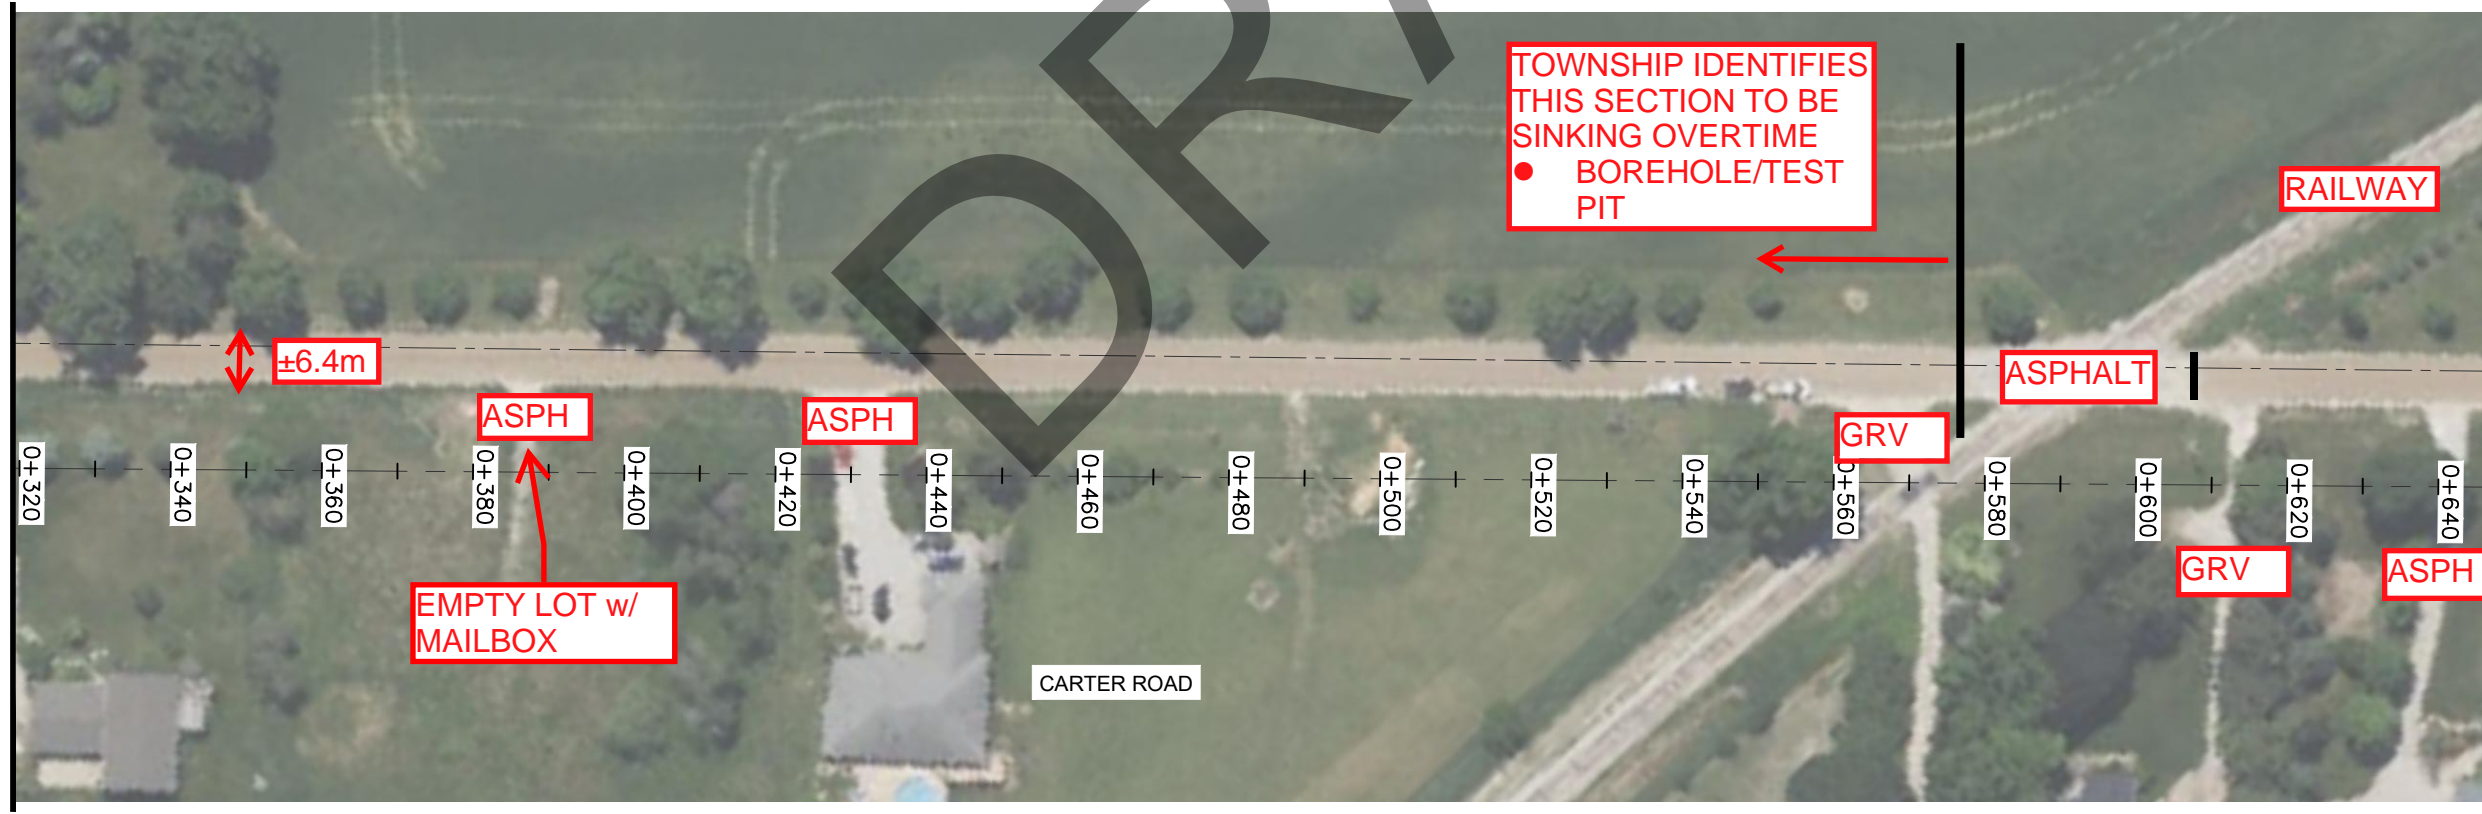 DRA
TOWNSHIP IDENTIFIES
THIS SECTION TO BE
SINKING OVERTIME
● BOREHOLE/TEST
PIT
RAILWAY
±6.4m
ASPHALT
ASPH
ASPH
GRV
0+320
0+340
0+360
0+380
0+400
0+420
0+440
0+460
0+480
0+500
0+520
0+540
0+560
0+580
0+600
0+620
0+640
GRV
ASPH
EMPTY LOT w/
MAILBOX
CARTER ROAD